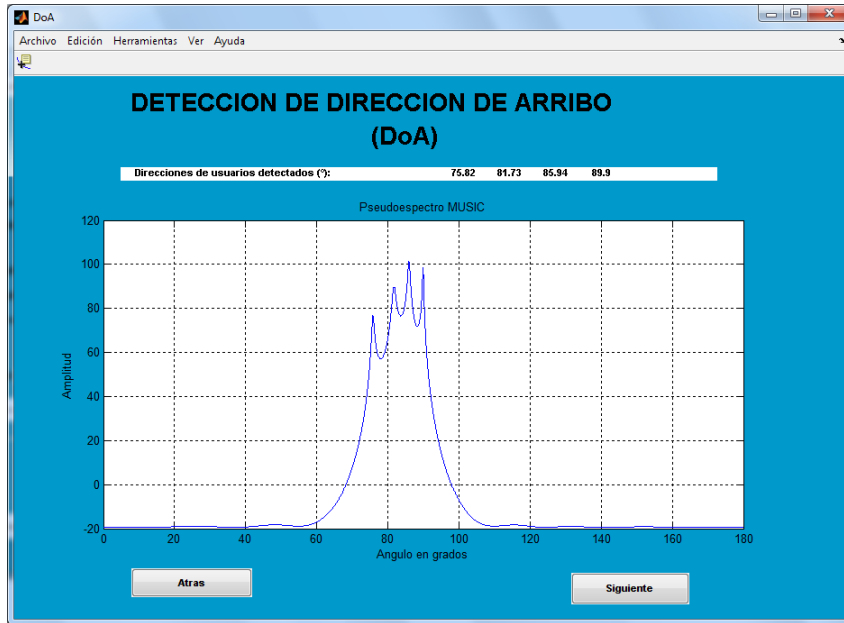 DoA
Archivo Edición Herramientas Ver Ayuda
DETECCION DE DIRECCION DE ARRIBO
(DoA)
Direcciones de usuarios detectados (º): 75.82 81.73 85.94 89.9
Pseudoespectro MUSIC
120
100
80
60
40
20
0
-20
Amplitud
0 20 40 60 80 100 120 140 160 180
Angulo en grados
Atras Siguiente